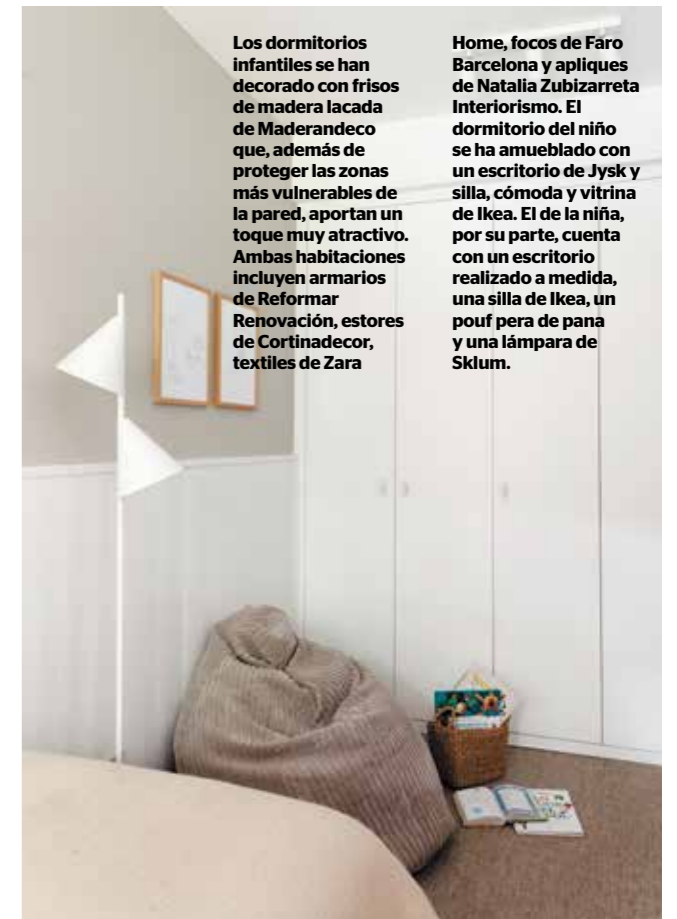 Los dormitorios
infantiles se han
decorado con frisos
de madera lacada
de Maderandeco
que, además de
proteger las zonas
más vulnerables de
la pared, aportan un
toque muy atractivo.
Ambas habitaciones
incluyen armarios
de Reformar
Renovación, estores
de Cortinadecor,
textiles de Zara
Home, focos de Faro
Barcelona y apliques
de Natalia Zubizarreta
Interiorismo. El
dormitorio del niño
se ha amueblado con
un escritorio de Jysk y
silla, cómoda y vitrina
de Ikea. El de la niña,
por su parte, cuenta
con un escritorio
realizado a medida,
una silla de Ikea, un
pouf pera de pana
y una lámpara de
Sklum.